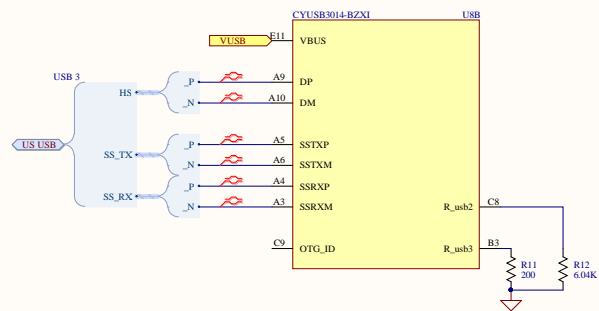 CYUSB3014-BZXI U8B
VUSB E11 VBUS
USB 3
HS _P A9 DP
_N A10 DM
US USB
SS_TX _P A5 SSTXP
_N A6 SSTXM
SS_RX _P A4 SSRXP
_N A3 SSRXM
R_usb2 C8
C9 OTG_ID
R_usb3 B3
R11
200
R12
6.04K